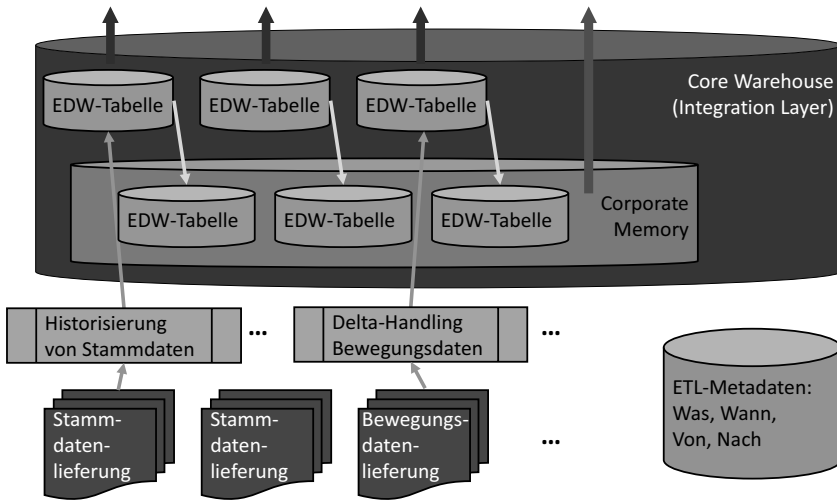 EDW-Tabelle
EDW-Tabelle
EDW-Tabelle
Core Warehouse
(Integration Layer)
EDW-Tabelle
EDW-Tabelle
EDW-Tabelle
Corporate
Memory
Historisierung
von Stammdaten
...
Delta-Handling
Bewegungsdaten
...
Stamm-
daten-
lieferung
Stamm-
daten-
lieferung
Bewegungs-
daten-
lieferung
...
ETL-Metadaten:
Was, Wann,
Von, Nach